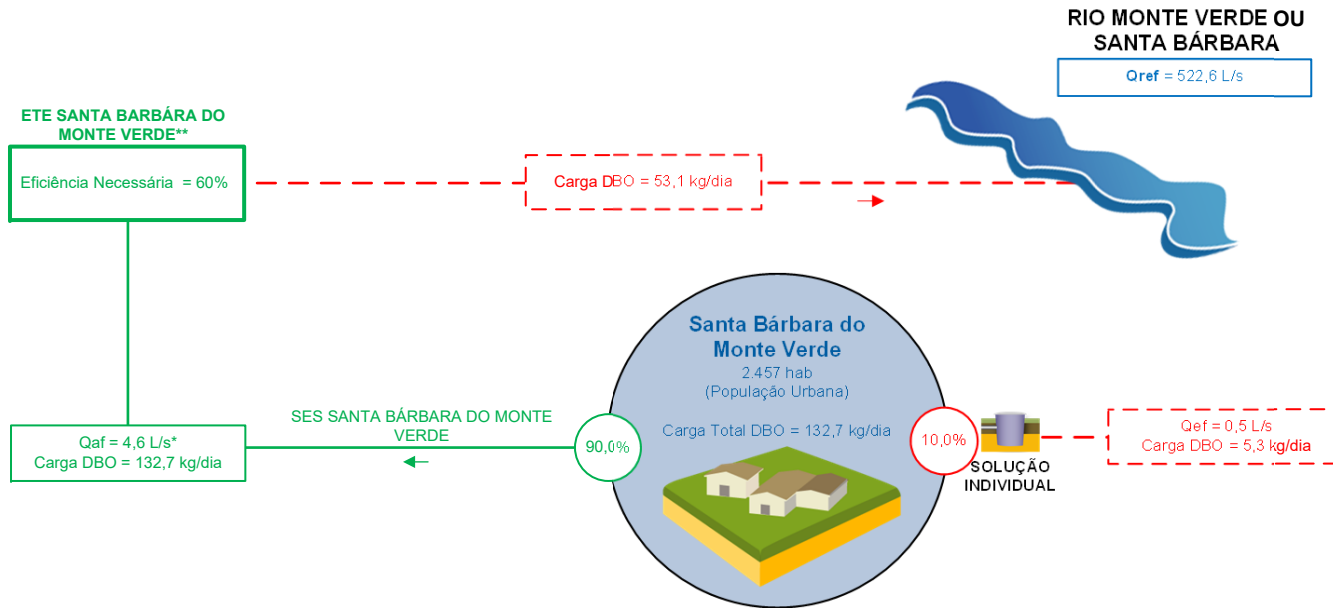 RIO MONTE VERDE OU
SANTA BÁRBARA
Qref = 522,6 L/s
ETE SANTA BARBÁRA DO
MONTE VERDE**
Eficiência Necessária = 60%
Carga DBO = 53,1 kg/dia
Santa Bárbara do
Monte Verde
2.457 hab
(População Urbana)
Carga Total DBO = 132,7 kg/dia
SES SANTA BÁRBARA DO MONTE
VERDE
90,0%
10,0%
Qaf = 4,6 L/s*
Carga DBO = 132,7 kg/dia
SOLUÇÃO
INDIVIDUAL
Qef = 0,5 L/s
Carga DBO = 5,3 kg/dia